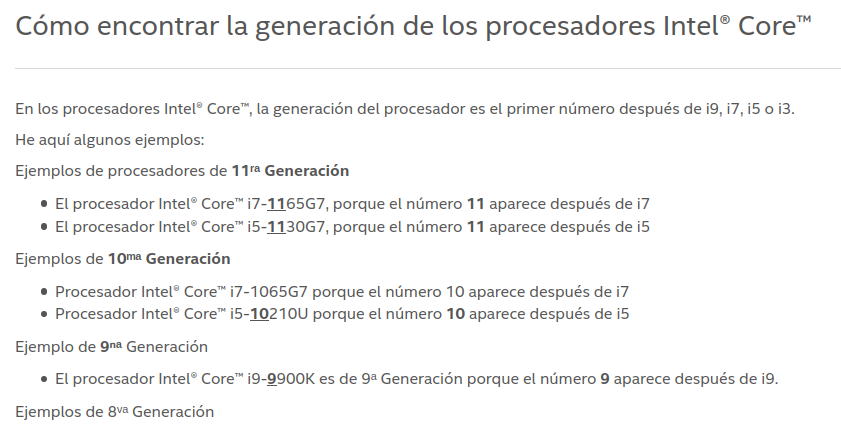 Cómo encontrar la generación de los procesadores Intel® Core™
En los procesadores Intel® Core™, la generación del procesador es el primer número después de i9, i7, i5 o i3.
He aquí algunos ejemplos:
Ejemplos de procesadores de 11ʳᵃ Generación
• El procesador Intel® Core™ i7-1165G7, porque el número 11 aparece después de i7
• El procesador Intel® Core™ i5-1130G7, porque el número 11 aparece después de i5
Ejemplos de 10ᵐᵃ Generación
• Procesador Intel® Core™ i7-1065G7 porque el número 10 aparece después de i7
• Procesador Intel® Core™ i5-10210U porque el número 10 aparece después de i5
Ejemplo de 9ⁿᵃ Generación
• El procesador Intel® Core™ i9-9900K es de 9ᵃ Generación porque el número 9 aparece después de i9.
Ejemplos de 8ᵛᵃ Generación